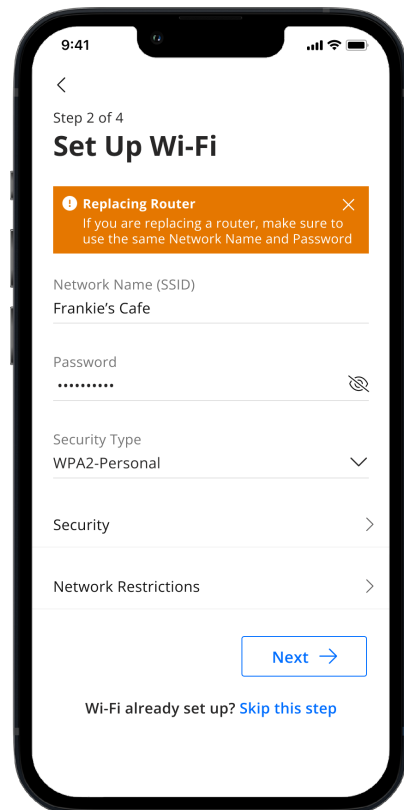 9:41
Step 2 of 4
Set Up Wi-Fi
Replacing Router
If you are replacing a router, make sure to
use the same Network Name and Password
Network Name (SSID)
Frankie's Cafe
Password
••••••••••
Security Type
WPA2-Personal
Security
Network Restrictions
Next
Wi-Fi already set up? Skip this step